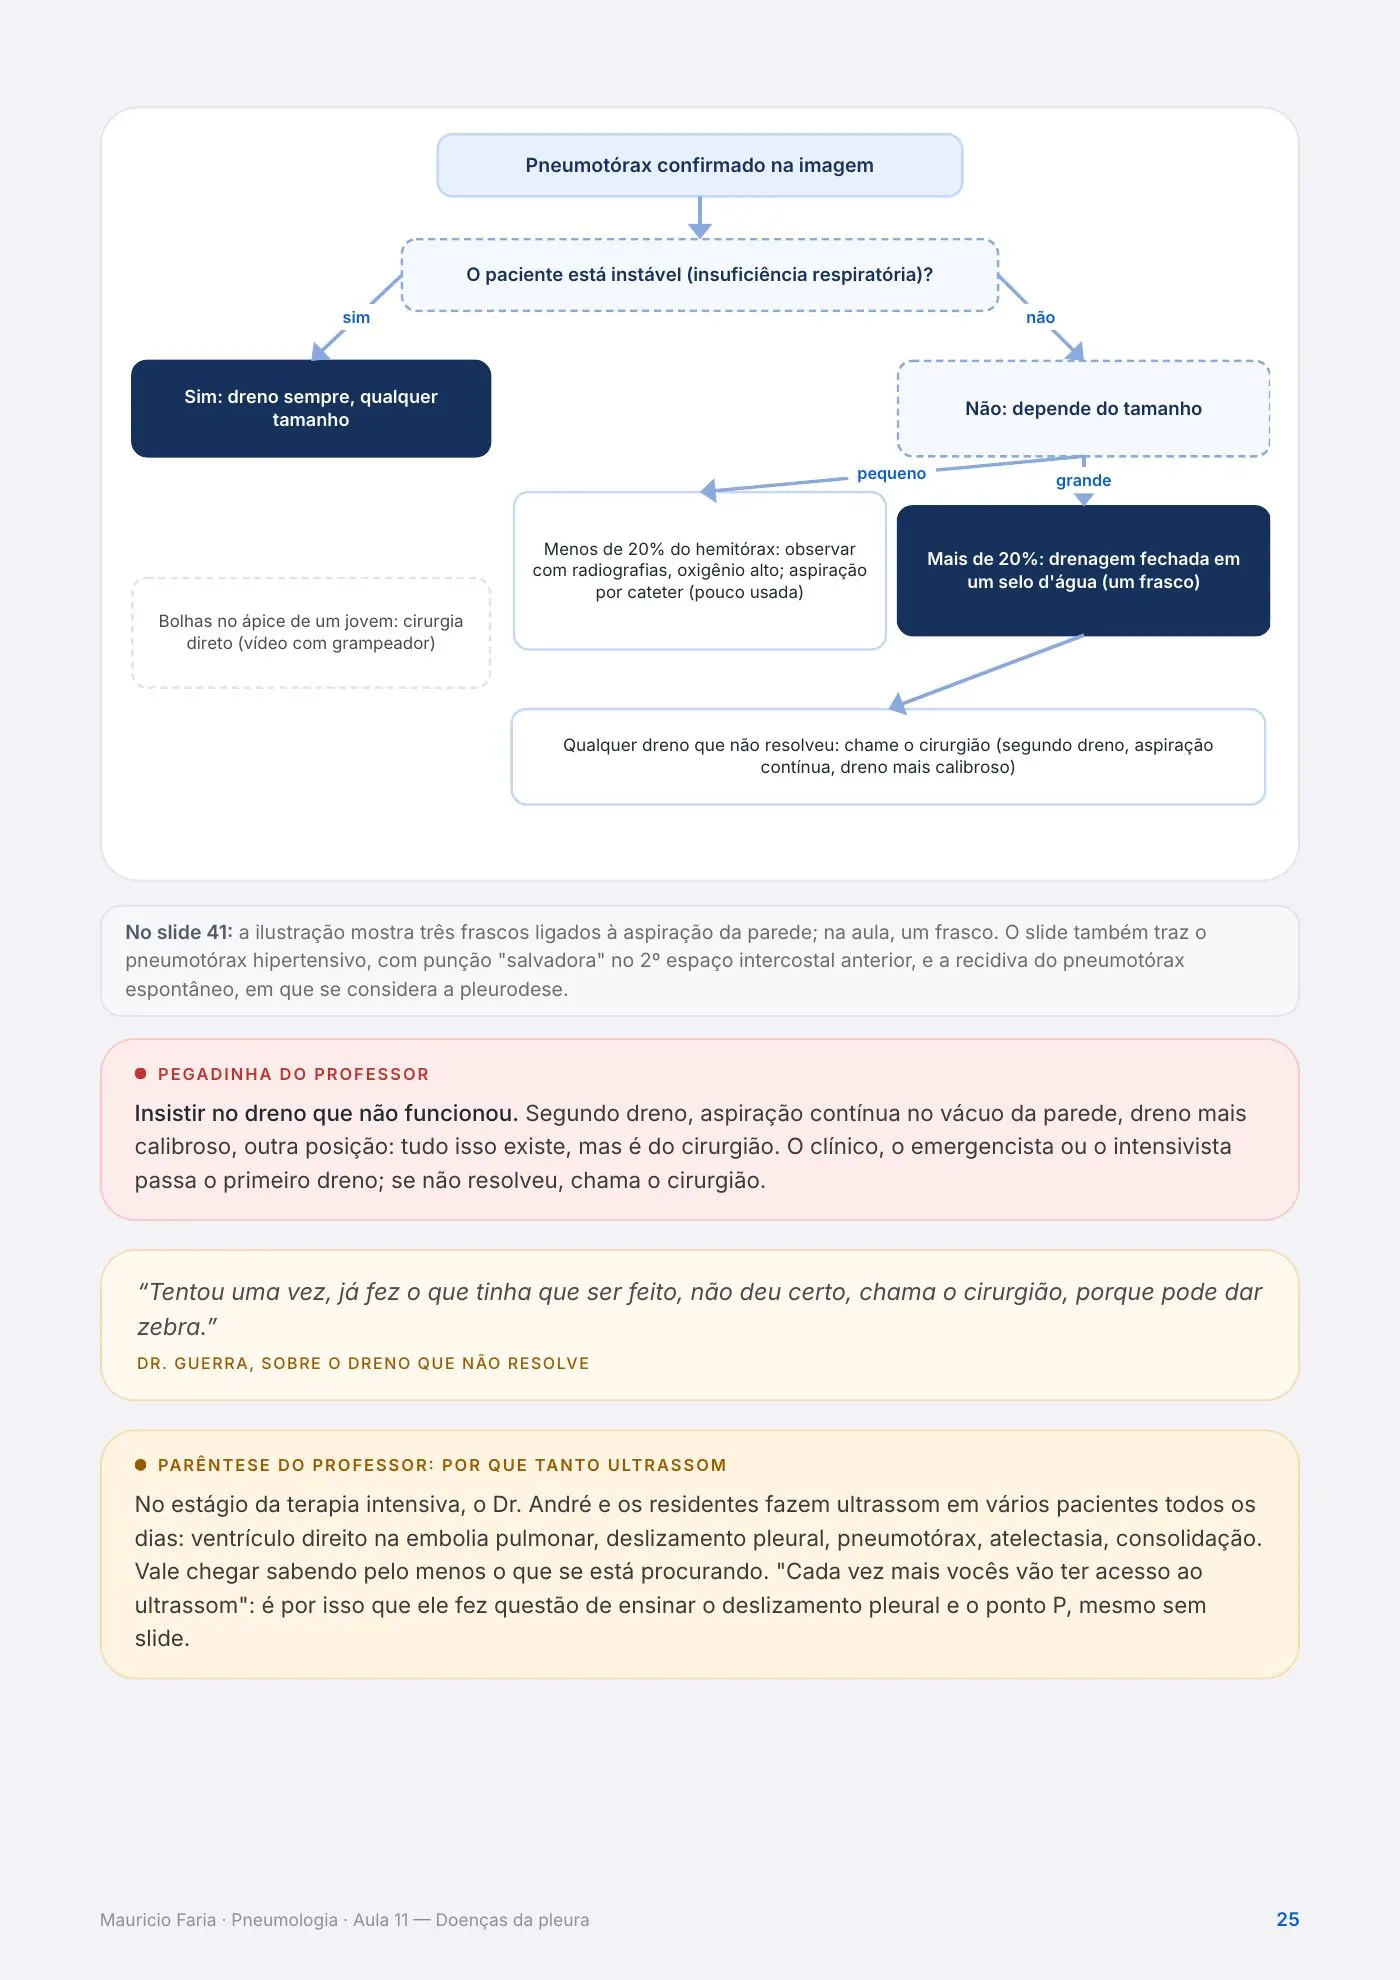 Pneumotórax confirmado na imagem
O paciente está instável (insuficiência respiratória)?
sim
não
Sim: dreno sempre, qualquer
tamanho
Não: depende do tamanho
pequeno
grande
Menos de 20% do hemitórax: observar
com radiografias, oxigênio alto; aspiração
por cateter (pouco usada)
Mais de 20%: drenagem fechada em
um selo d'água (um frasco)
Bolhas no ápice de um jovem: cirurgia
direto (vídeo com grampeador)
Qualquer dreno que não resolveu: chame o cirurgião (segundo dreno, aspiração
contínua, dreno mais calibroso)
No slide 41: a ilustração mostra três frascos ligados à aspiração da parede; na aula, um frasco. O slide também traz o
pneumotórax hipertensivo, com punção "salvadora" no 2º espaço intercostal anterior, e a recidiva do pneumotórax
espontâneo, em que se considera a pleurodese.
PEGADINHA DO PROFESSOR
Insistir no dreno que não funcionou. Segundo dreno, aspiração contínua no vácuo da parede, dreno mais
calibroso, outra posição: tudo isso existe, mas é do cirurgião. O clínico, o emergencista ou o intensivista
passa o primeiro dreno; se não resolveu, chama o cirurgião.
“Tentou uma vez, já fez o que tinha que ser feito, não deu certo, chama o cirurgião, porque pode dar
zebra.”
DR. GUERRA, SOBRE O DRENO QUE NÃO RESOLVE
PARÊNTESE DO PROFESSOR: POR QUE TANTO ULTRASSOM
No estágio da terapia intensiva, o Dr. André e os residentes fazem ultrassom em vários pacientes todos os
dias: ventrículo direito na embolia pulmonar, deslizamento pleural, pneumotórax, atelectasia, consolidação.
Vale chegar sabendo pelo menos o que se está procurando. "Cada vez mais vocês vão ter acesso ao
ultrassom": é por isso que ele fez questão de ensinar o deslizamento pleural e o ponto P, mesmo sem
slide.
Mauricio Faria · Pneumologia · Aula 11 — Doenças da pleura
25